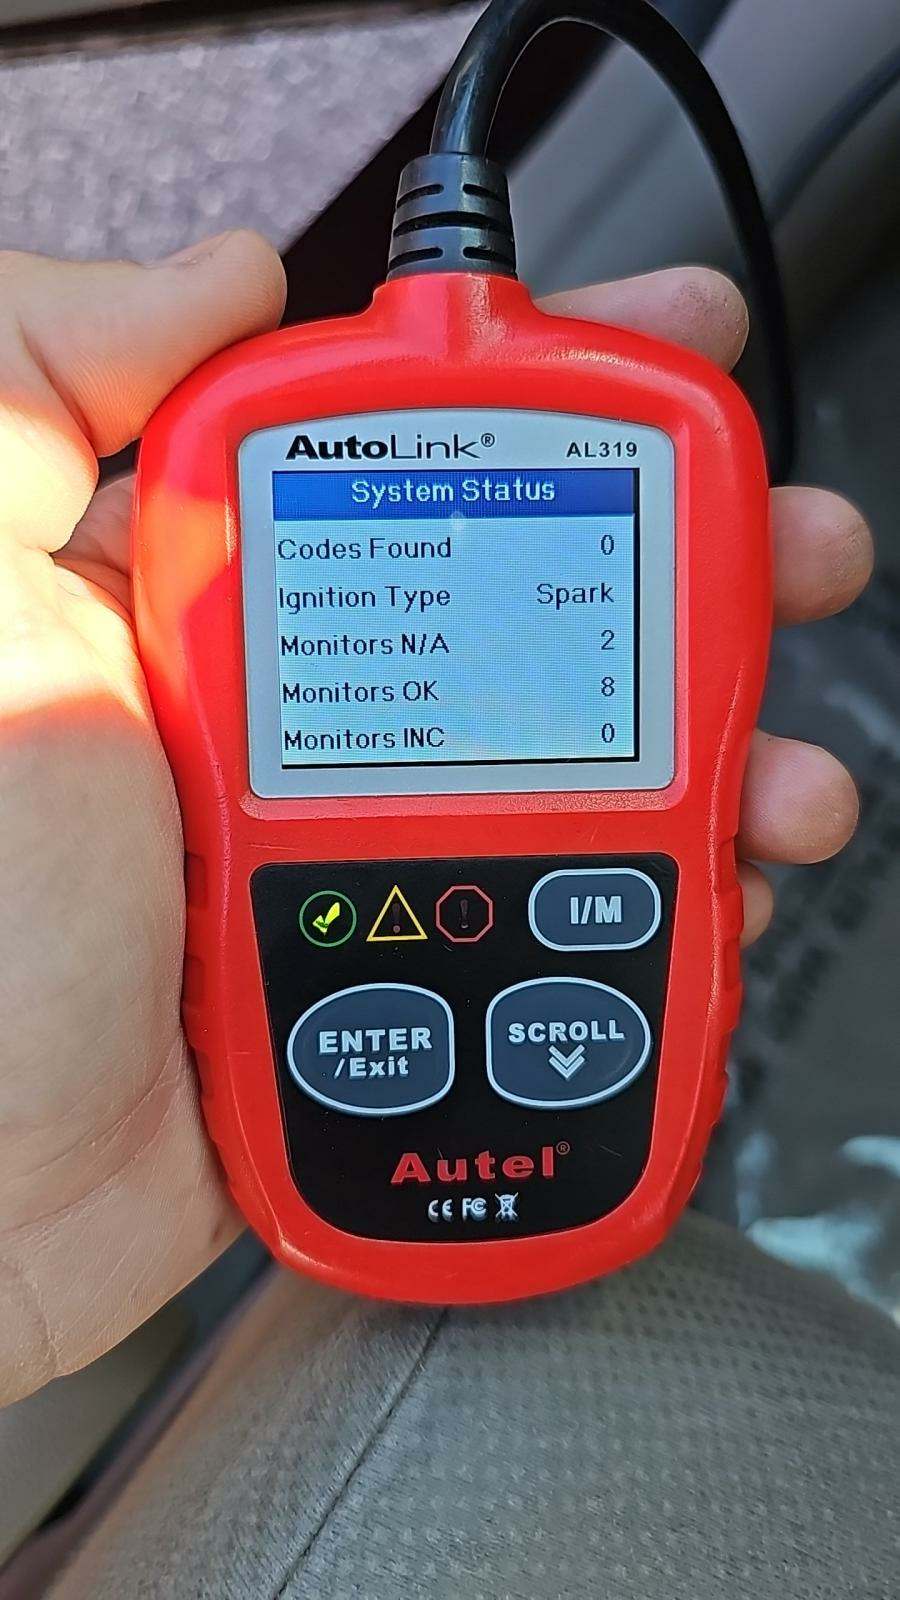 AutoLink® AL319
System Status
Codes Found 0
Ignition Type Spark
Monitors N/A 2
Monitors OK 8
Monitors INC 0
! ! I/M
ENTER
/Exit
SCROLL
Autel®
CE FC